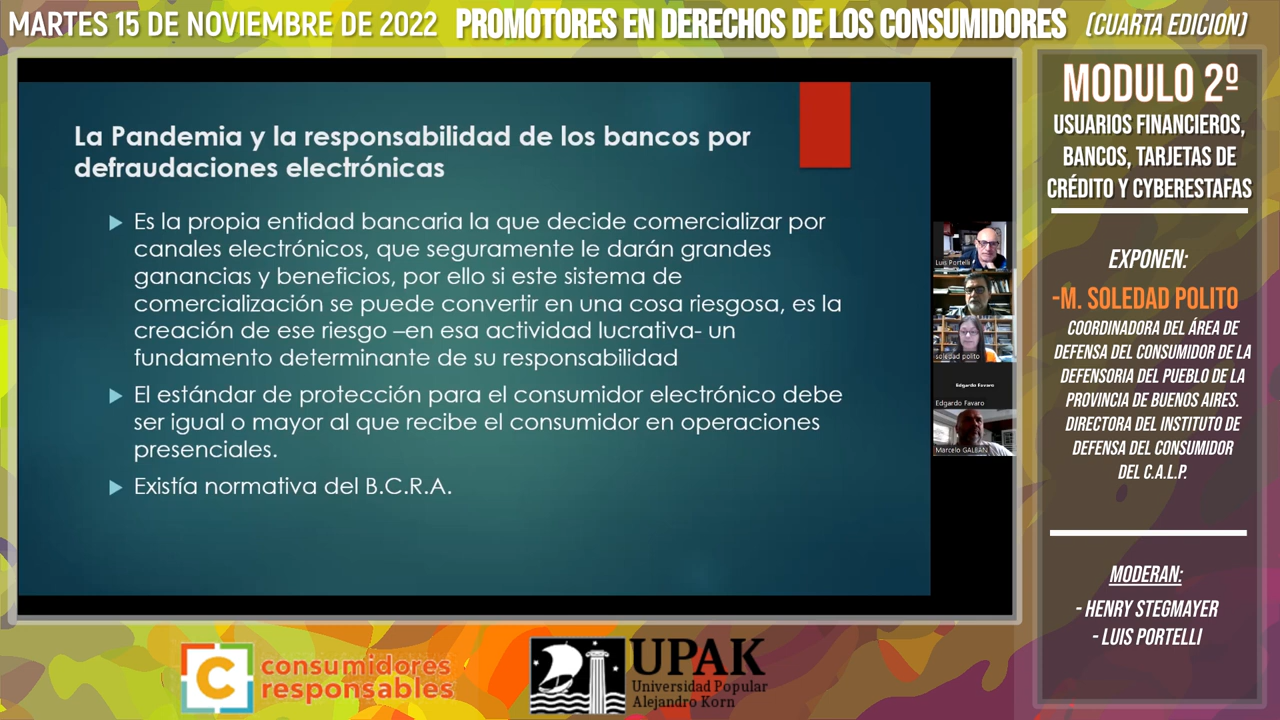 MARTES 15 DE NOVIEMBRE DE 2022 PROMOTORES EN DERECHOS DE LOS CONSUMIDORES (CUARTA EDICION)
La Pandemia y la responsabilidad de los bancos por
defraudaciones electrónicas
Es la propia entidad bancaria la que decide comercializar por
canales electrónicos, que seguramente le darán grandes
ganancias y beneficios, por ello si este sistema de
comercialización se puede convertir en una cosa riesgosa, es la
creación de ese riesgo –en esa actividad lucrativa- un
fundamento determinante de su responsabilidad
El estándar de protección para el consumidor electrónico debe
ser igual o mayor al que recibe el consumidor en operaciones
presenciales.
Existía normativa del B.C.R.A.
Luis Portelli
soledad polito
Edgardo Favaro
Edgardo Favaro
Marcelo GALBAN
MODULO 2º
USUARIOS FINANCIEROS,
BANCOS, TARJETAS DE
CRÉDITO Y CYBERESTAFAS
EXPONEN:
-M. SOLEDAD POLITO
COORDINADORA DEL ÁREA DE
DEFENSA DEL CONSUMIDOR DE LA
DEFENSORIA DEL PUEBLO DE LA
PROVINCIA DE BUENOS AIRES.
DIRECTORA DEL INSTITUTO DE
DEFENSA DEL CONSUMIDOR
DEL C.A.L.P.
MODERAN:
- HENRY STEGMAYER
- LUIS PORTELLI
C
consumidores
responsables
UPAK
Universidad Popular
Alejandro Korn